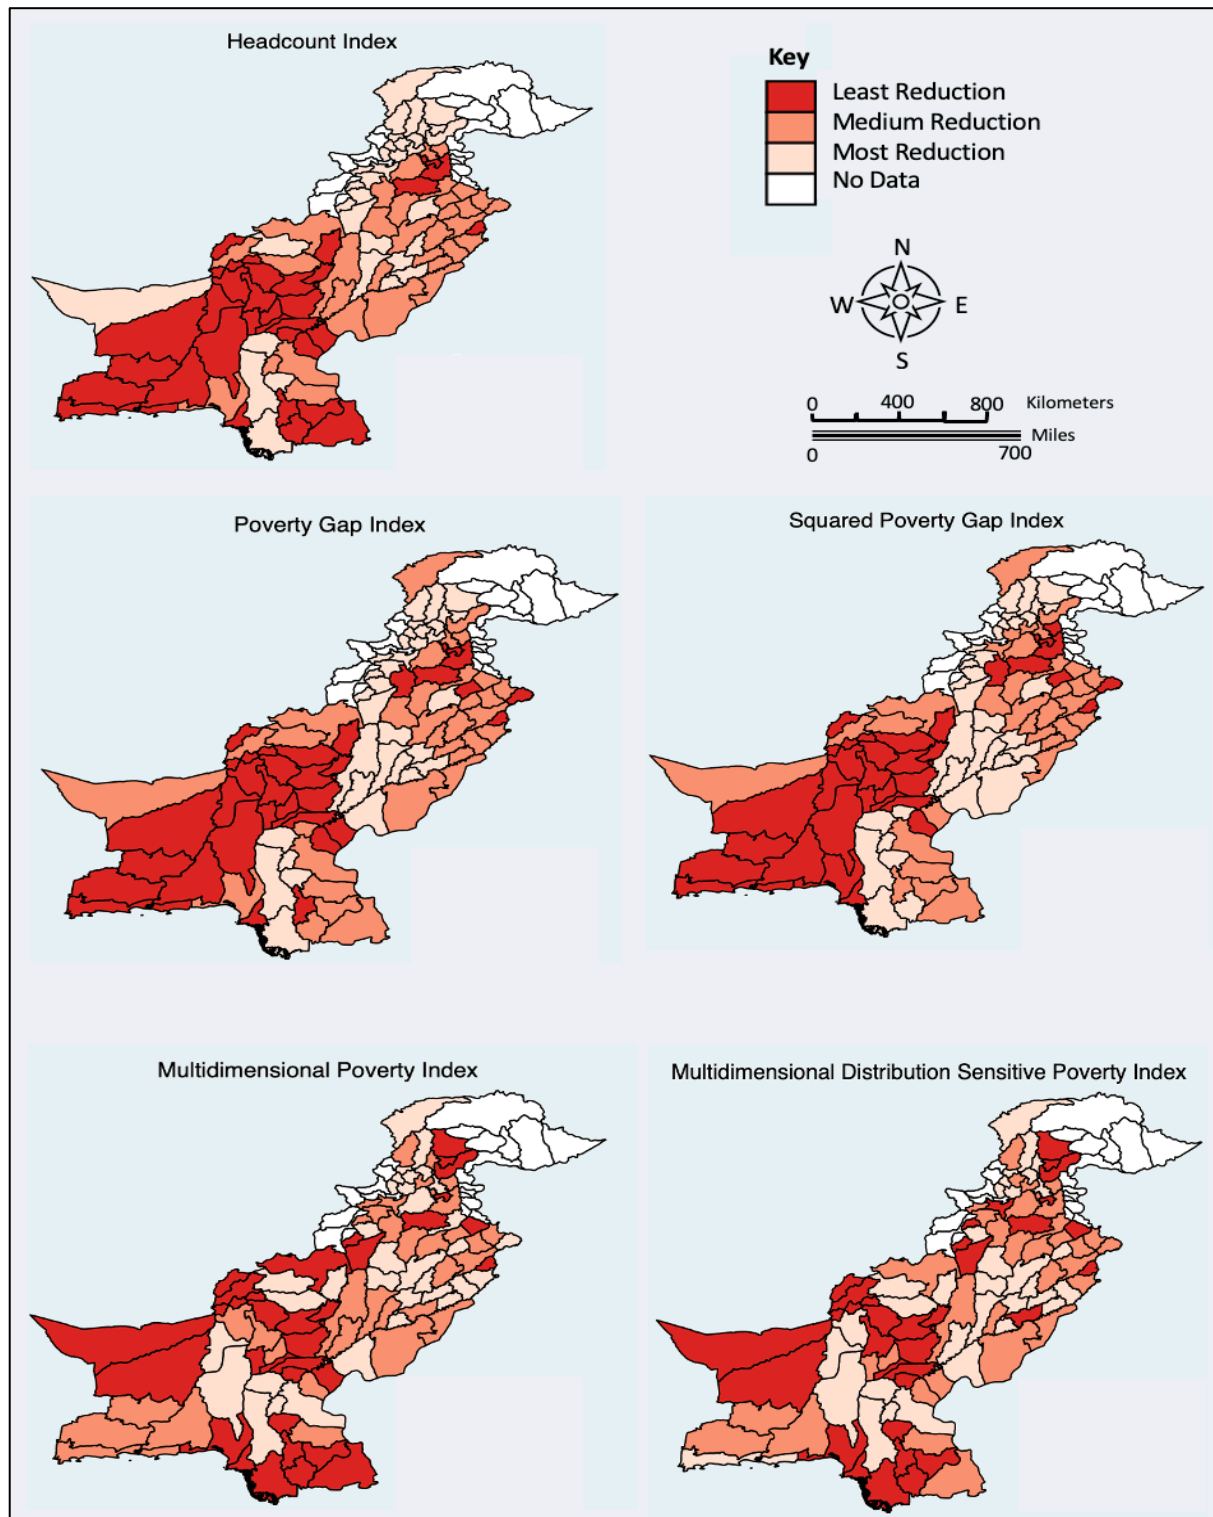 Headcount Index
Key
Least Reduction
Medium Reduction
Most Reduction
No Data
N
W E
S
0 400 800 Kilometers
Miles
0 700
Poverty Gap Index
Squared Poverty Gap Index
Multidimensional Poverty Index
Multidimensional Distribution Sensitive Poverty Index